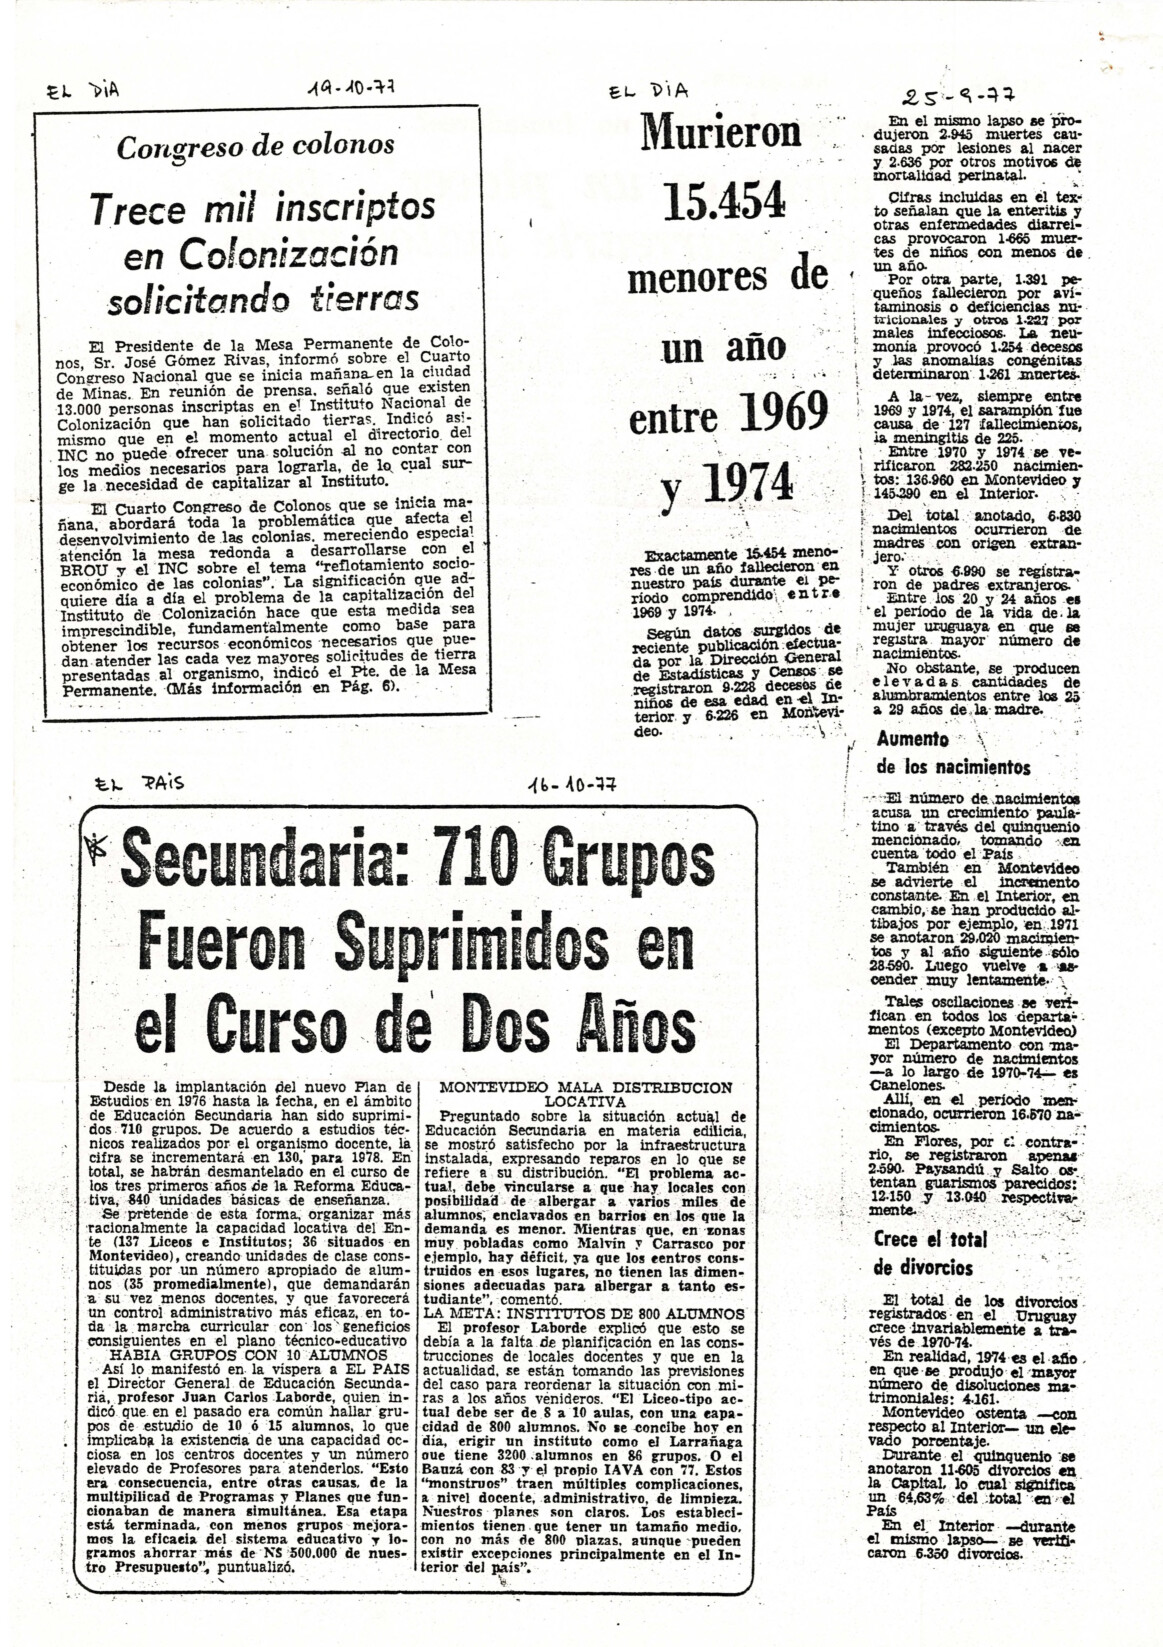 EL DIA 19-10-77
Congreso de colonos
Trece mil inscriptos
en Colonización
solicitando tierras
El Presidente de la Mesa Permanente de Colo-
nos, Sr. José Gómez Rivas, informó sobre el Cuarto
Congreso Nacional que se inicia mañana en la ciudad
de Minas. En reunión de prensa, señaló que existen
13.000 personas inscriptas en el Instituto Nacional de
Colonización que han solicitado tierras. Indicó asi-
mismo que en el momento actual el directorio del
INC no puede ofrecer una solución al no contar con
los medios necesarios para lograrla, de lo cual sur-
ge la necesidad de capitalizar al Instituto.
El Cuarto Congreso de Colonos que se inicia ma-
ñana, abordará toda la problemática que afecta el
desenvolvimiento de las colonias, mereciendo especial
atención la mesa redonda a desarrollarse con el
BROU y el INC sobre el tema "reflotamiento socio-
económico de las colonias". La significación que ad-
quiere día a día el problema de la capitalización del
Instituto de Colonización hace que esta medida sea
imprescindible, fundamentalmente como base para
obtener los recursos económicos necesarios que pue-
dan atender las cada vez mayores solicitudes de tierra
presentadas al organismo, indicó el Pte. de la Mesa
Permanente. (Más información en Pág. 6).
EL DIA 25-9-77
Murieron
15.454
menores de
un año
entre 1969
y 1974
Exactamente 15.454 meno-
res de un año fallecieron en
nuestro país durante el pe-
ríodo comprendido entre
1969 y 1974.
Según datos surgidos de
reciente publicación efectua-
da por la Dirección General
de Estadísticas y Censos se
registraron 9.228 decesos de
niños de esa edad en el In-
terior y 6.226 en Montevi-
deo.
En el mismo lapso se pro-
dujeron 2.945 muertes cau-
sadas por lesiones al nacer
y 2.636 por otros motivos de
mortalidad perinatal.
Cifras incluidas en el tex-
to señalan que la enteritis y
otras enfermedades diarrei-
cas provocaron 1.665 muer-
tes de niños con menos de
un año.
Por otra parte, 1.391 pe-
queños fallecieron por avi-
taminosis o deficiencias nu-
tricionales y otros 1.227 por
males infecciosos. La neu-
monía provocó 1.254 decesos
y las anomalías congénitas
determinaron 1.261 muertes.
A la vez, siempre entre
1969 y 1974, el sarampión fue
causa de 127 fallecimientos,
la meningitis de 225.
Entre 1970 y 1974 se ve-
rificaron 282.250 nacimien-
tos: 136.960 en Montevideo y
145.290 en el Interior.
Del total anotado, 6.830
nacimientos ocurrieron de
madres con origen extran-
jero.
Y otros 6.990 se registra-
ron de padres extranjeros.
Entre los 20 y 24 años es
el período de la vida de la
mujer uruguaya en que se
registra mayor número de
nacimientos.
No obstante, se producen
elevadas cantidades de
alumbramientos entre los 25
a 29 años de la madre.
Aumento
de los nacimientos
El número de nacimientos
acusa un crecimiento paula-
tino a través del quinquenio
mencionado, tomando en
cuenta todo el País
También en Montevideo
se advierte el incremento
constante. En el Interior, en
cambio, se han producido al-
tibajos por ejemplo, en 1971
se anotaron 29.020 macimien-
tos y al año siguiente sólo
28.590. Luego vuelve a as-
cender muy lentamente.
Tales oscilaciones se veri-
fican en todos los departa-
mentos (excepto Montevideo)
El Departamento con ma-
yor número de nacimientos
—a lo largo de 1970-74— es
Canelones.
Allí, en el período men-
cionado, ocurrieron 16.570 na-
cimientos.
En Flores, por el contra-
rio, se registraron apenas
2.590. Paysandú y Salto os-
tentan guarismos parecidos:
12.150 y 13.040 respectiva-
mente.
Crece el total
de divorcios
El total de los divorcios
registrados en el Uruguay
crece invariablemente a tra-
vés de 1970-74.
En realidad, 1974 es el año
en que se produjo el mayor
número de disoluciones ma-
trimoniales: 4.161.
Montevideo ostenta —con
respecto al Interior— un ele-
vado porcentaje.
Durante el quinquenio se
anotaron 11.605 divorcios en
la Capital, lo cual significa
un 64,63% del total en el
País
En el Interior —durante
el mismo lapso— se verifi-
caron 6.350 divorcios.
EL PAIS 16-10-77
Secundaria: 710 Grupos
Fueron Suprimidos en
el Curso de Dos Años
Desde la implantación del nuevo Plan de
Estudios en 1976 hasta la fecha, en el ámbito
de Educación Secundaria han sido suprimi-
dos 710 grupos. De acuerdo a estudios téc-
nicos realizados por el organismo docente, la
cifra se incrementará en 130, para 1978. En
total, se habrán desmantelado en el curso de
los tres primeros años de la Reforma Educa-
tiva, 840 unidades básicas de enseñanza.
Se pretende de esta forma, organizar más
racionalmente la capacidad locativa del En-
te (137 Liceos e Institutos; 36 situados en
Montevideo), creando unidades de clase cons-
tituidas por un número apropiado de alum-
nos (35 promedialmente), que demandarán
a su vez menos docentes, y que favorecerá
un control administrativo más eficaz, en to-
da la marcha curricular con los geneficios
consiguientes en el plano técnico-educativo
HABIA GRUPOS CON 10 ALUMNOS
Así lo manifestó en la víspera a EL PAIS
el Director General de Educación Secunda-
ria, profesor Juan Carlos Laborde, quien in-
dicó que en el pasado era común hallar gru-
pos de estudio de 10 ó 15 alumnos, lo que
implicaba la existencia de una capacidad oc-
ciosa en los centros docentes y un número
elevado de Profesores para atenderlos. "Esto
era consecuencia, entre otras causas, de la
multipilicad de Programas y Planes que fun-
cionaban de manera simultánea. Esa etapa
está terminada, con menos grupos mejora-
mos la eficaeia del sistema educativo y lo-
gramos ahorrar más de N$ 500.000 de nues-
tro Presupuesto", puntualizó.
MONTEVIDEO MALA DISTRIBUCION
LOCATIVA
Preguntado sobre la situación actual de
Educación Secundaria en materia edilicia,
se mostró satisfecho por la infraestructura
instalada, expresando reparos en lo que se
refiere a su distribución. "El problema ac-
tual, debe vincularse a que hay locales con
posibilidad de albergar a varios miles de
alumnos, enclavados en barrios en los que la
demanda es menor. Mientras que, en zonas
muy pobladas como Malvín y Carrasco por
ejemplo, hay déficit, ya que los centros cons-
truidos en esos lugares, no tienen las dimen-
siones adecuadas para albergar a tanto es-
tudiante", comentó.
LA META: INSTITUTOS DE 800 ALUMNOS
El profesor Laborde explicó que esto se
debía a la falta de planificación en las cons-
trucciones de locales docentes y que en la
actualidad, se están tomando las previsiones
del caso para reordenar la situación con mi-
ras a los años venideros. "El Liceo-tipo ac-
tual debe ser de 8 a 10 aulas, con una capa-
cidad de 800 alumnos. No se concibe hoy en
día, erigir un instituto como el Larrañaga
que tiene 3200 alumnos en 86 grupos. O el
Bauzá con 83 y el propio IAVA con 77. Estos
"monstruos" traen múltiples complicaciones,
a nivel docente, administrativo, de limpieza.
Nuestros planes son claros. Los estableci-
mientos tienen que tener un tamaño medio,
con no más de 800 plazas, aunque pueden
existir excepciones principalmente en el In-
terior del país".